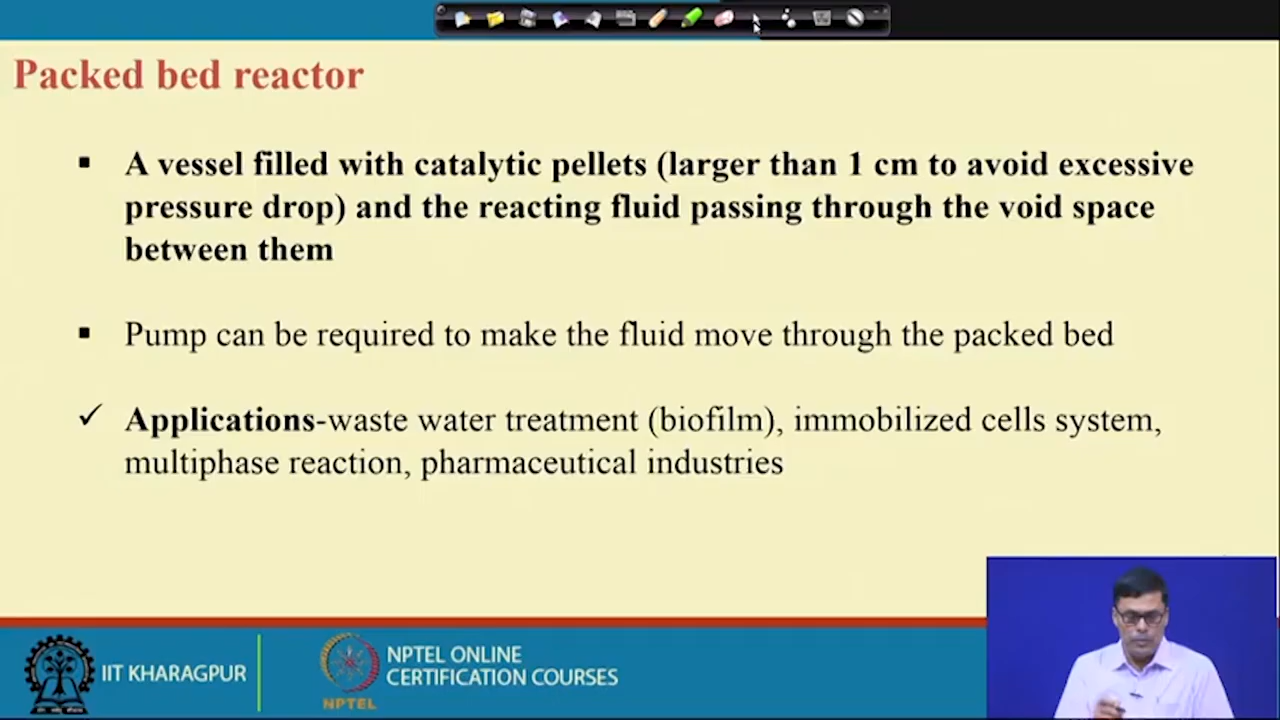 Packed bed reactor
▪ A vessel filled with catalytic pellets (larger than 1 cm to avoid excessive
pressure drop) and the reacting fluid passing through the void space
between them
▪ Pump can be required to make the fluid move through the packed bed
✓ Applications-waste water treatment (biofilm), immobilized cells system,
multiphase reaction, pharmaceutical industries
IIT KHARAGPUR
NPTEL
NPTEL ONLINE
CERTIFICATION COURSES